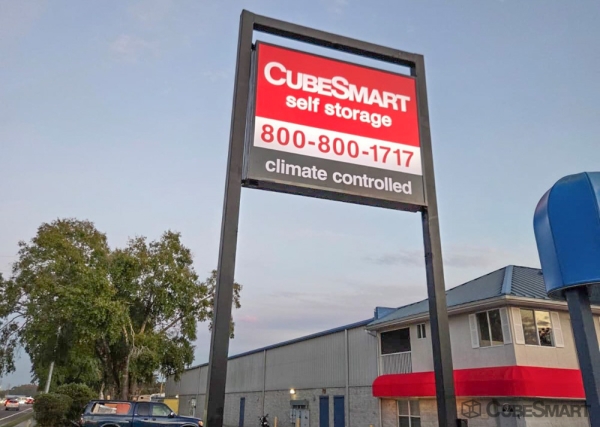 CUBESMART
self storage
800-800-1717
climate controlled
CUBESMART